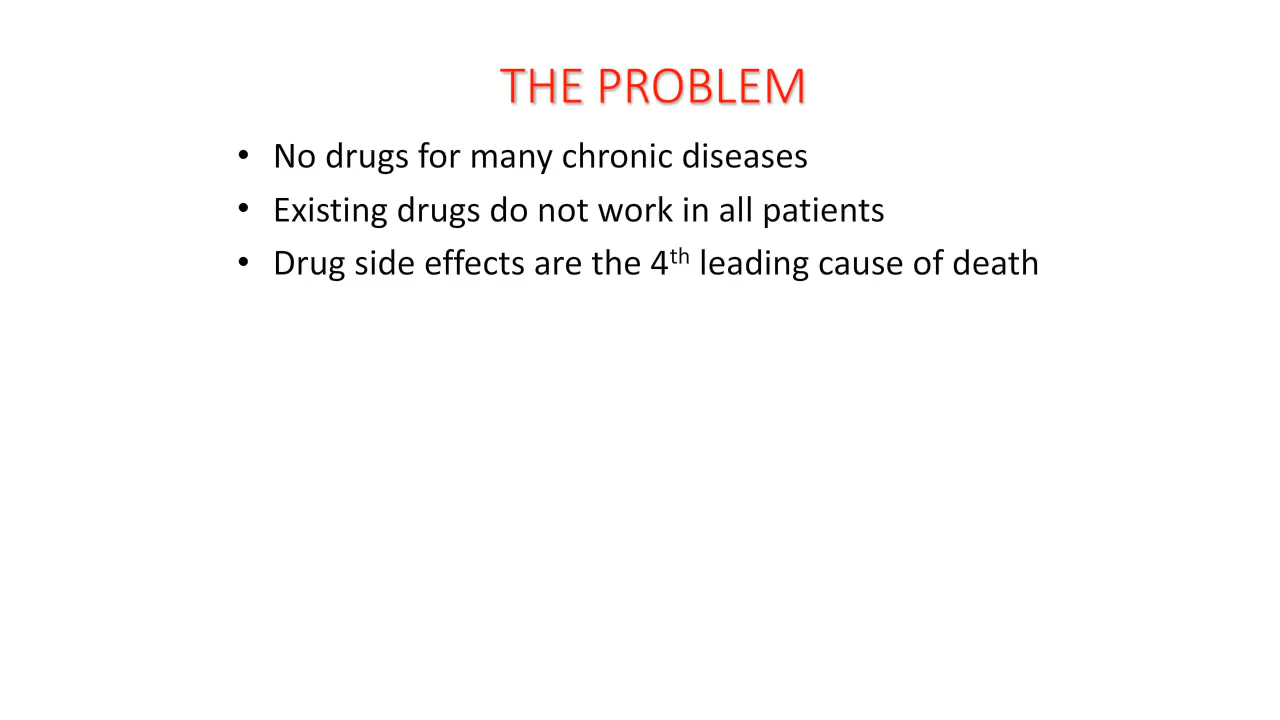 THE PROBLEM
• No drugs for many chronic diseases
• Existing drugs do not work in all patients
• Drug side effects are the 4th leading cause of death